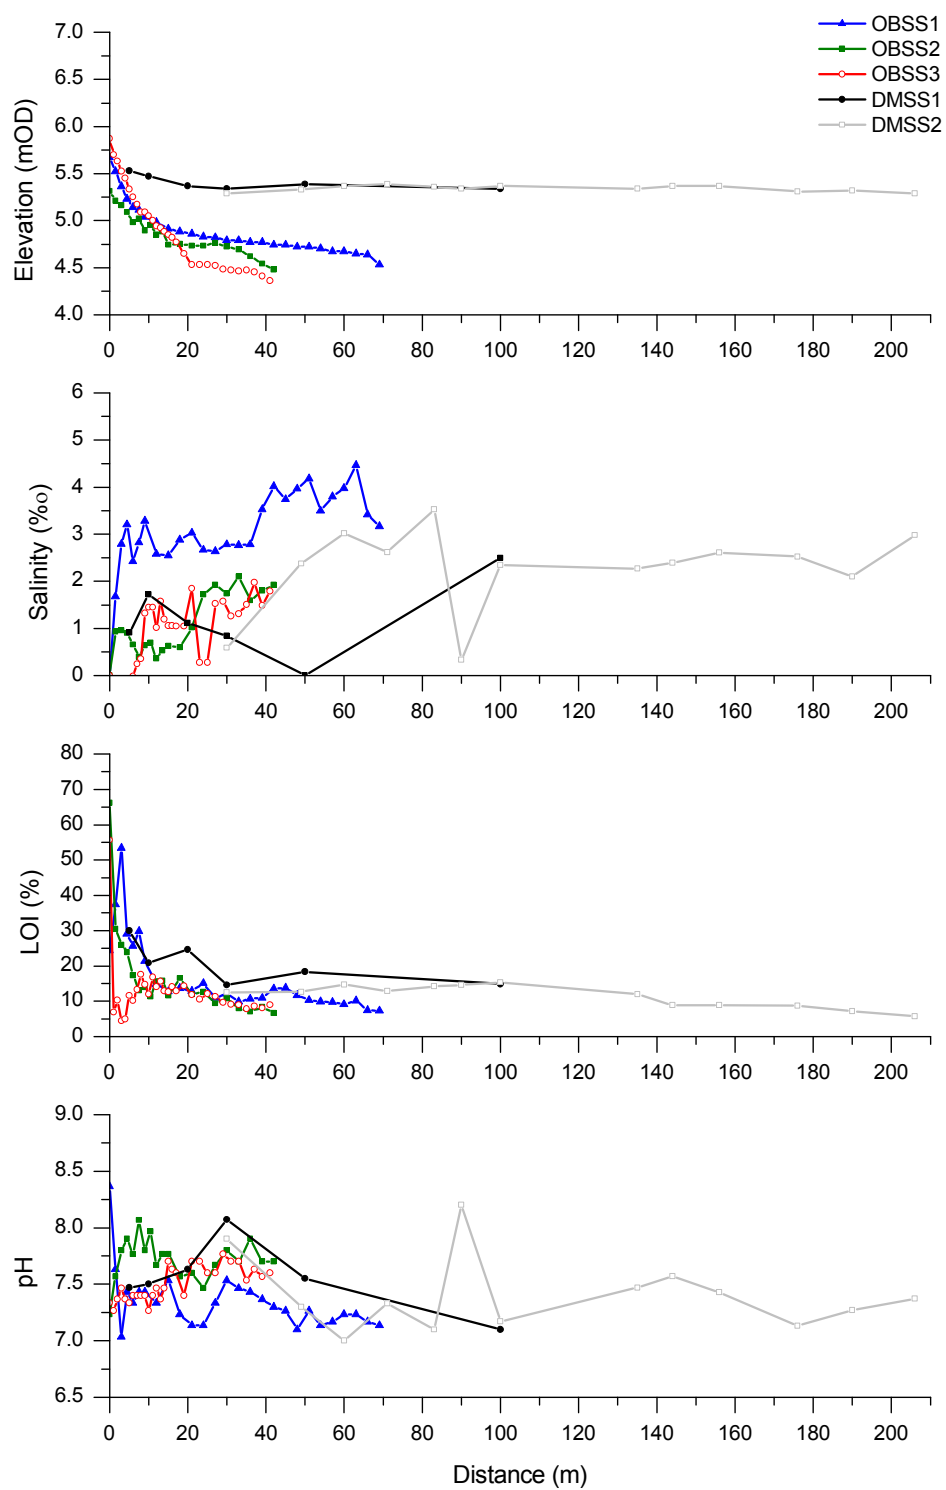 OBSS1
OBSS2
OBSS3
DMSS1
DMSS2
Elevation (mOD)
7.0
6.5
6.0
5.5
5.0
4.5
4.0
0 20 40 60 80 100 120 140 160 180 200
Salinity (‰)
6
5
4
3
2
1
0
0 20 40 60 80 100 120 140 160 180 200
LOI (%)
80
70
60
50
40
30
20
10
0
0 20 40 60 80 100 120 140 160 180 200
pH
9.0
8.5
8.0
7.5
7.0
6.5
0 20 40 60 80 100 120 140 160 180 200
Distance (m)